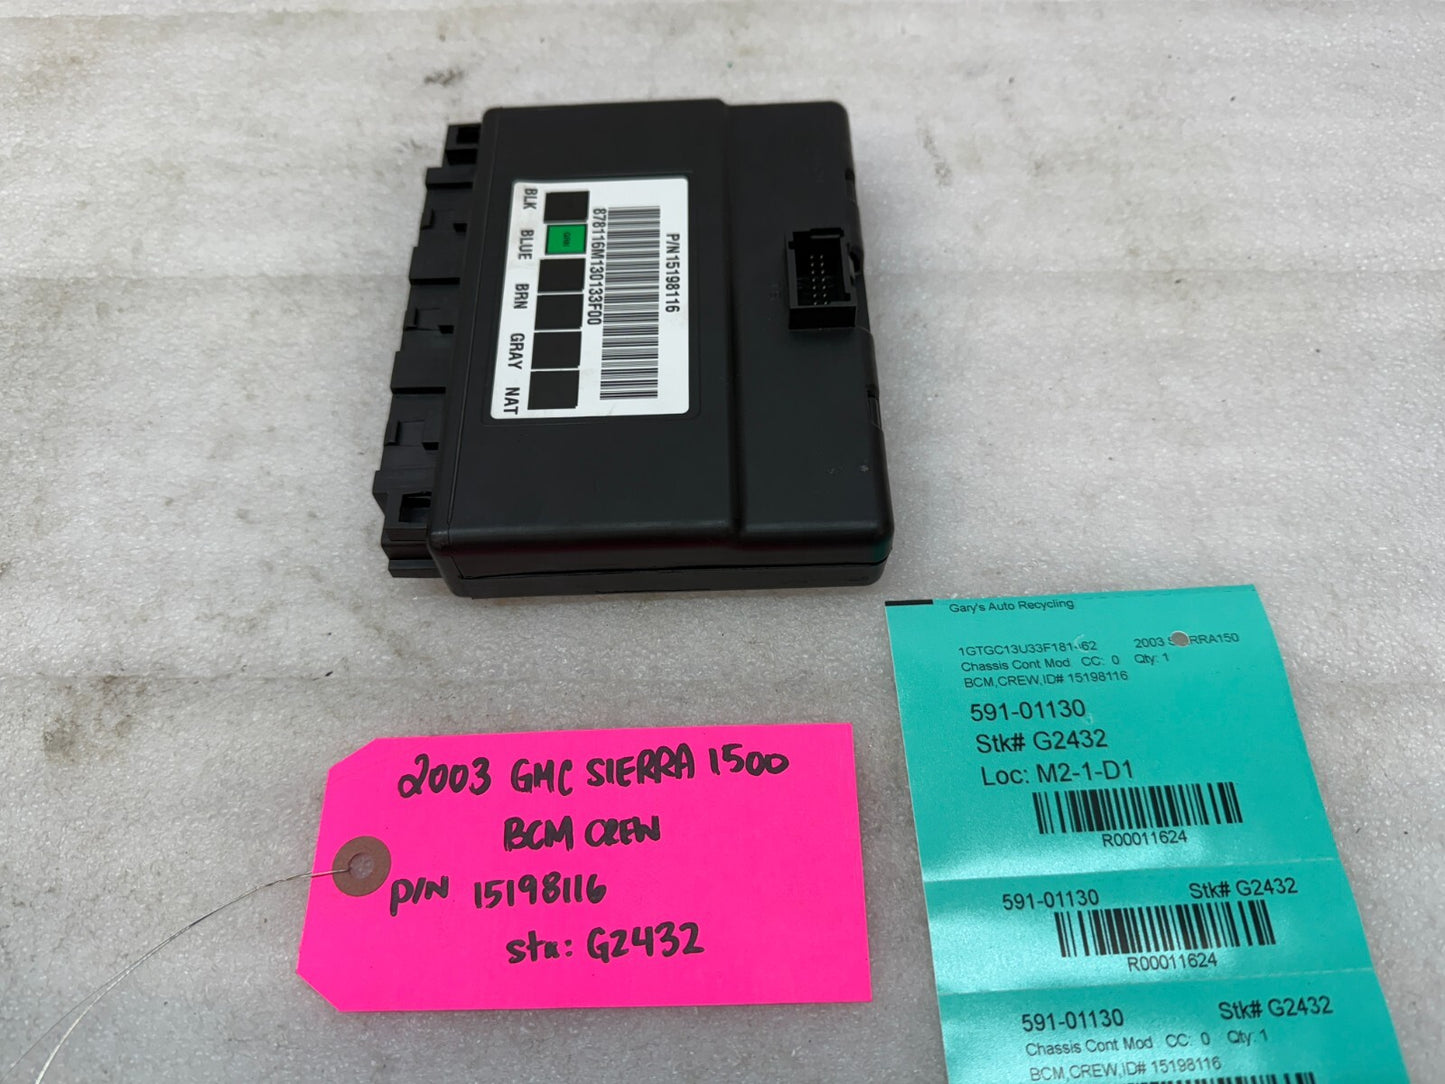 P/N15198116
878116M130133F00
BLK BLUE BRN GRAY NAT
2003 GMC SIERRA 1500
BCM CREW
P/N 15198116
G2432
Gary's Auto Recycling
2003
Chassis Cont Mod CC: 0 Qty: 1
BCM,CREW,ID# 15198116
591-01130
Stk# G2432
Loc: M2-1-D1
R00011624
591-01130 Stk# G2432
R00011624
591-01130 Stk# G2432
Chassis Cont Mod CC: 0 Qty: 1
BCM,CREW,ID# 15198116